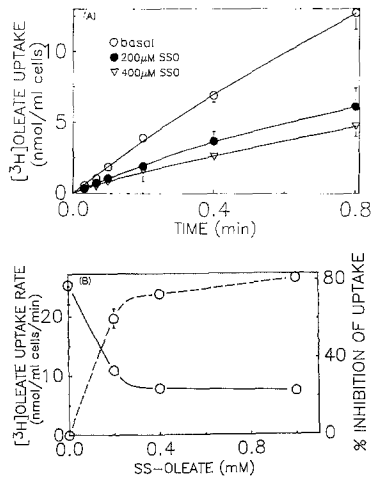 (A)
basal
200μM SSO
400μM SSO
[³H]OLEATE UPTAKE
(nmol/ml cells)
10
5
0
0.0
0.4
0.8
TIME (min)
(B)
[³H]OLEATE UPTAKE RATE
(nmol/ml cells/min)
20
10
0
80
40
0
% INHIBITION OF UPTAKE
0.0
0.4
0.8
SS-OLEATE (mM)